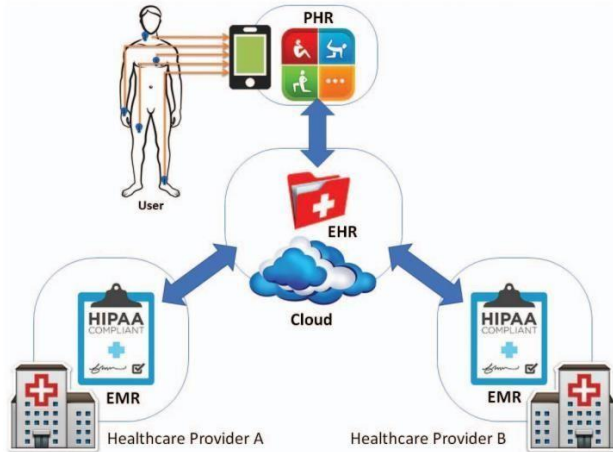 PHR
User
EHR
Cloud
HIPAA
COMPLIANT
EMR
Healthcare Provider A
HIPAA
COMPLIANT
EMR
Healthcare Provider B